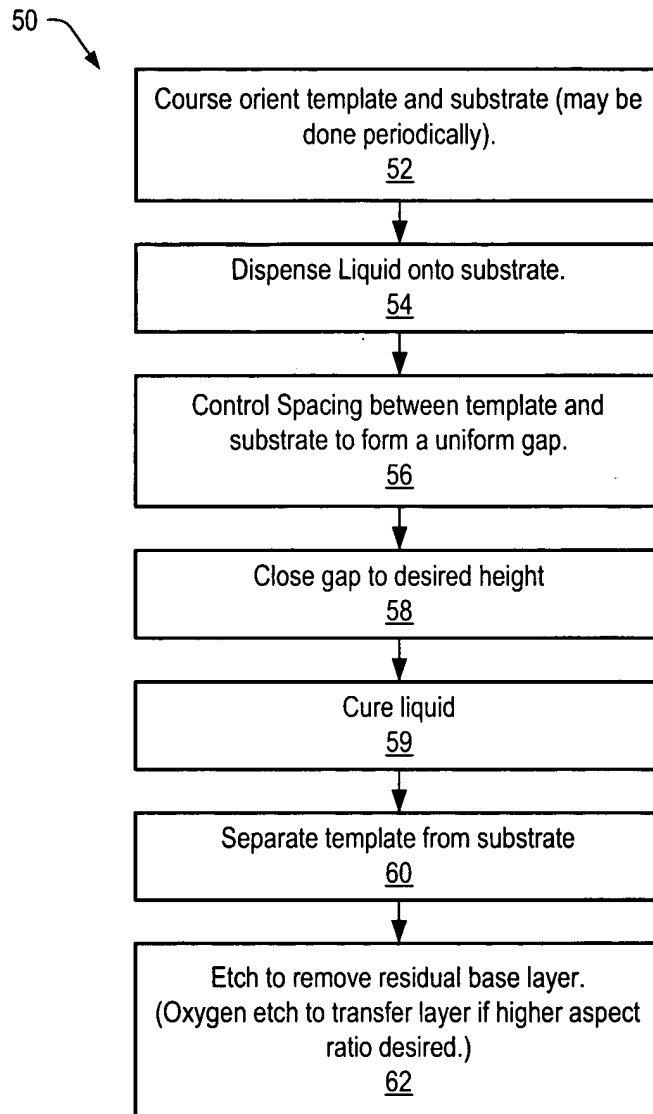 50
Course orient template and substrate (may be
done periodically).
52
Dispense Liquid onto substrate.
54
Control Spacing between template and
substrate to form a uniform gap.
56
Close gap to desired height
58
Cure liquid
59
Separate template from substrate
60
Etch to remove residual base layer.
(Oxygen etch to transfer layer if higher aspect
ratio desired.)
62